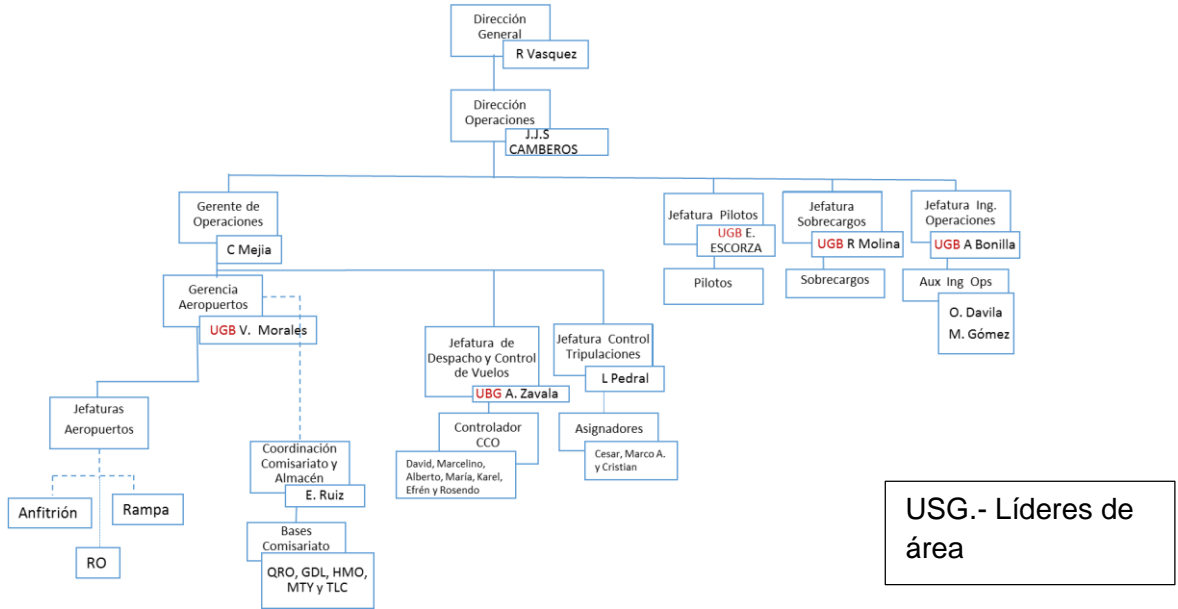 Dirección
General
R Vasquez
Dirección
Operaciones
J.J.S
CAMBEROS
Gerente de
Operaciones
C Mejia
Jefatura Pilotos
UGB E.
ESCORZA
Pilotos
Jefatura
Sobrecargos
UGB R Molina
Sobrecargos
Jefatura Ing.
Operaciones
UGB A Bonilla
Aux Ing Ops
O. Davila
M. Gómez
Gerencia
Aeropuertos
UGB V. Morales
Jefatura de
Despacho y Control
de Vuelos
UBG A. Zavala
Controlador
CCO
David, Marcelino,
Alberto, María, Karel,
Efrén y Rosendo
Jefatura Control
Tripulaciones
L Pedral
Asignadores
Cesar, Marco A.
y Cristian
Jefaturas
Aeropuertos
Anfitrión
RO
Rampa
Coordinación
Comisariato y
Almacén
E. Ruiz
Bases
Comisariato
QRO, GDL, HMO,
MTY y TLC
USG.- Líderes de
área